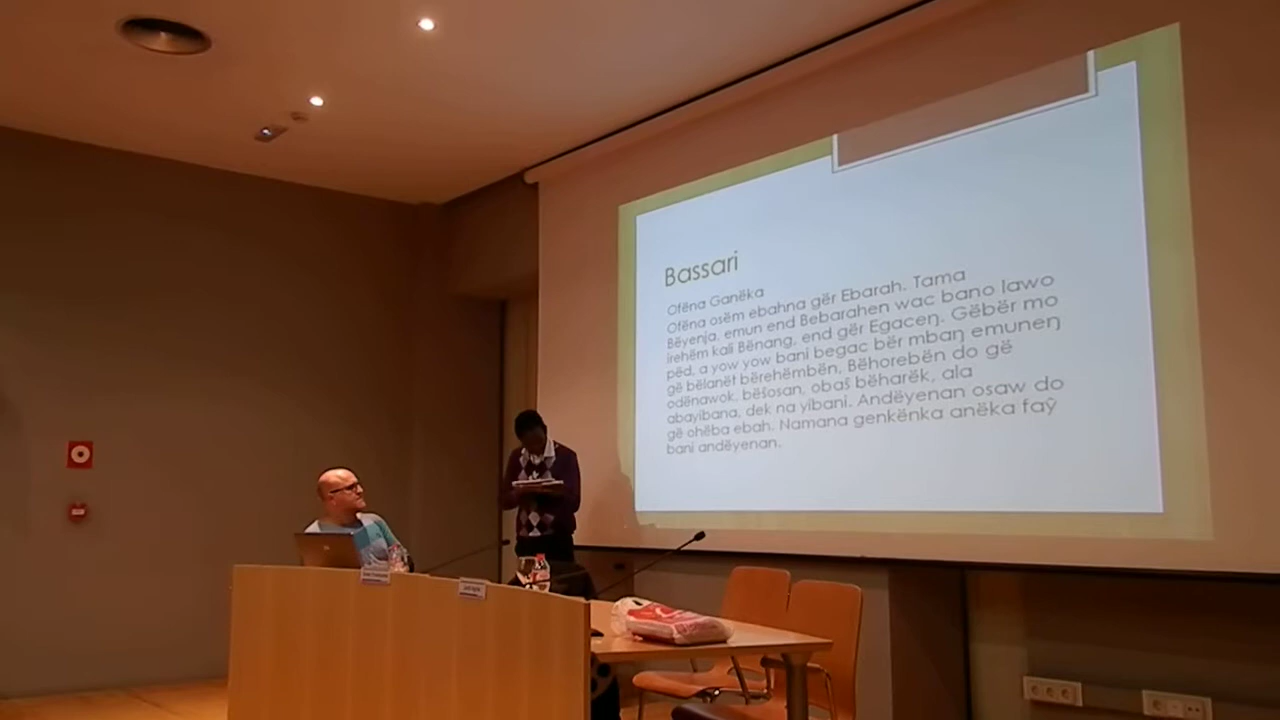 Bassari
Ofëna Ganëka
Ofëna osëm ebahna gër Ebarah. Tama
Bëyenja, emun end Bebarahen wac bano lawo
irehëm kali Bënang, end gër Egaceŋ. Gëbër mo
pëd, a yow yow bani begac bër mbaŋ emuneŋ
gë bëlanët bërehëmbën, Bëhorebën do gë
odënawok, bëŝosan, obaŝ bëharëk, ala
abayibana, dek na yibani. Andëyenan osaw do
gë ohëba ebah. Namana genkënka anëka faŷ
bani andëyenan.